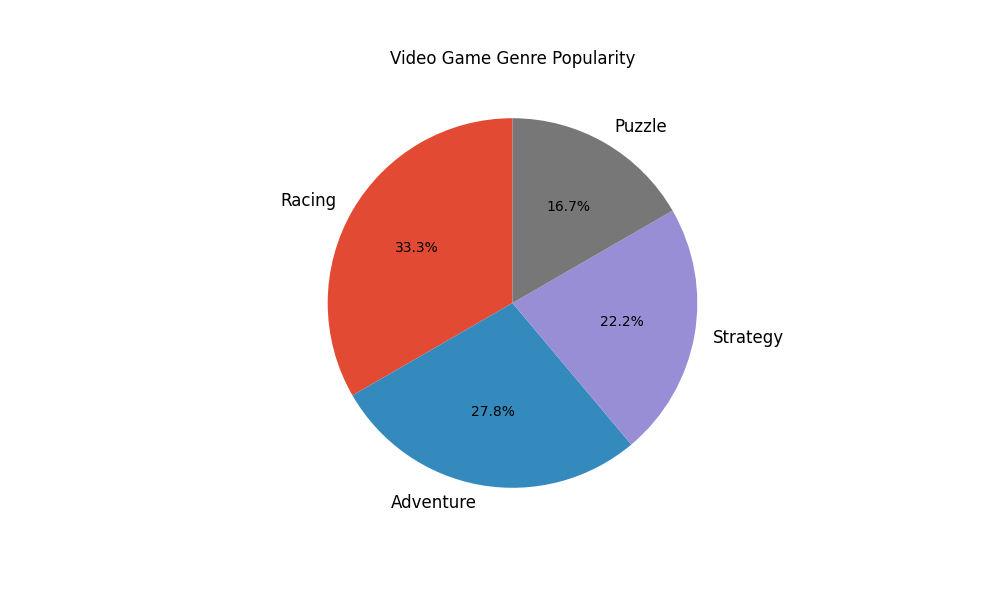 Video Game Genre Popularity
Puzzle
Racing
16.7%
33.3%
22.2%
Strategy
27.8%
Adventure